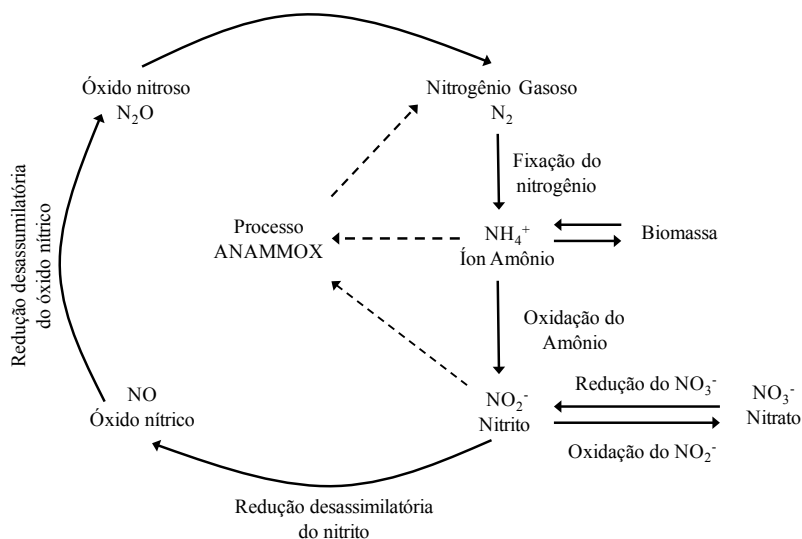 Óxido nitroso
N₂O
Nitrogênio Gasoso
N₂
Fixação do
nitrogênio
Processo
ANAMMOX
NH₄⁺
Íon Amônio
Biomassa
Oxidação do
Amônio
Redução desassumilatória
do óxido nítrico
NO
Óxido nítrico
NO₂⁻
Nitrito
Redução do NO₃⁻
Oxidação do NO₂⁻
NO₃⁻
Nitrato
Redução desassimilatória
do nitrito